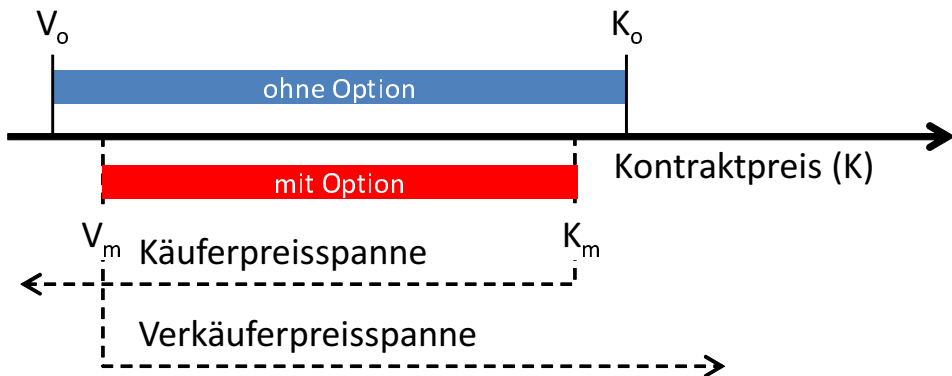 Vo Ko
ohne Option
Kontraktpreis (K)
mit Option
Vm Km
Käuferpreisspanne
Verkäuferpreisspanne